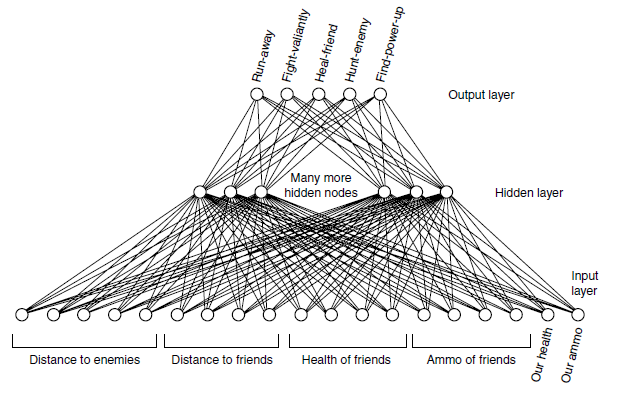 Run-away
Fight-valiantly
Heal-friend
Hunt-enemy
Find-power-up
Output layer
Many more
hidden nodes
Hidden layer
Input
layer
Distance to enemies
Distance to friends
Health of friends
Ammo of friends
Our health
Our ammo